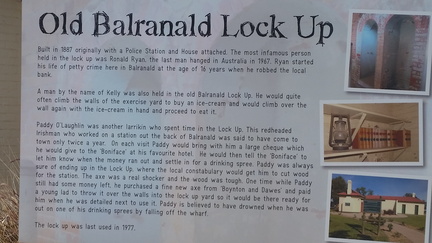 Old Balranald Lock Up
Built in 1887 originally with a Police Station and House attached. The most infamous person
held in the lock up was Ronald Ryan, the last man hanged in Australia in 1967. Ryan started
his life of petty crime here in Balranald at the age of 16 years when he robbed the local
bank.
A man by the name of Kelly was also held in the old Balranald Lock Up. He would quite
often climb the walls of the exercise yard to buy an ice-cream and would climb over the
wall again with the ice-cream in hand and proceed to eat it.
Paddy O'Laughlin was another larrikin who spent time in the Lock Up. This redheaded
Irishman who worked on a station out the back of Balranald was said to have come to
town only twice a year. On each visit Paddy would bring with him a large cheque which
he would give to the 'Boniface' at his favourite hotel. He would then tell the 'Boniface' to
let him know when the money ran out and settle in for a drinking spree. Paddy was always
sure of ending up in the Lock Up, where the local constabulary would get him to cut wood
for the station. The axe was a real shocker and the wood was tough. One time while Paddy
still had some money left, he purchased a fine new axe from 'Boynton and Dawes' and paid
a young lad to throw it over the walls into the lock up yard so it would be there ready for
him when he was detailed next to use it. Paddy is believed to have drowned when he was
out on one of his drinking sprees by falling off the wharf.
The lock up was last used in 1977.